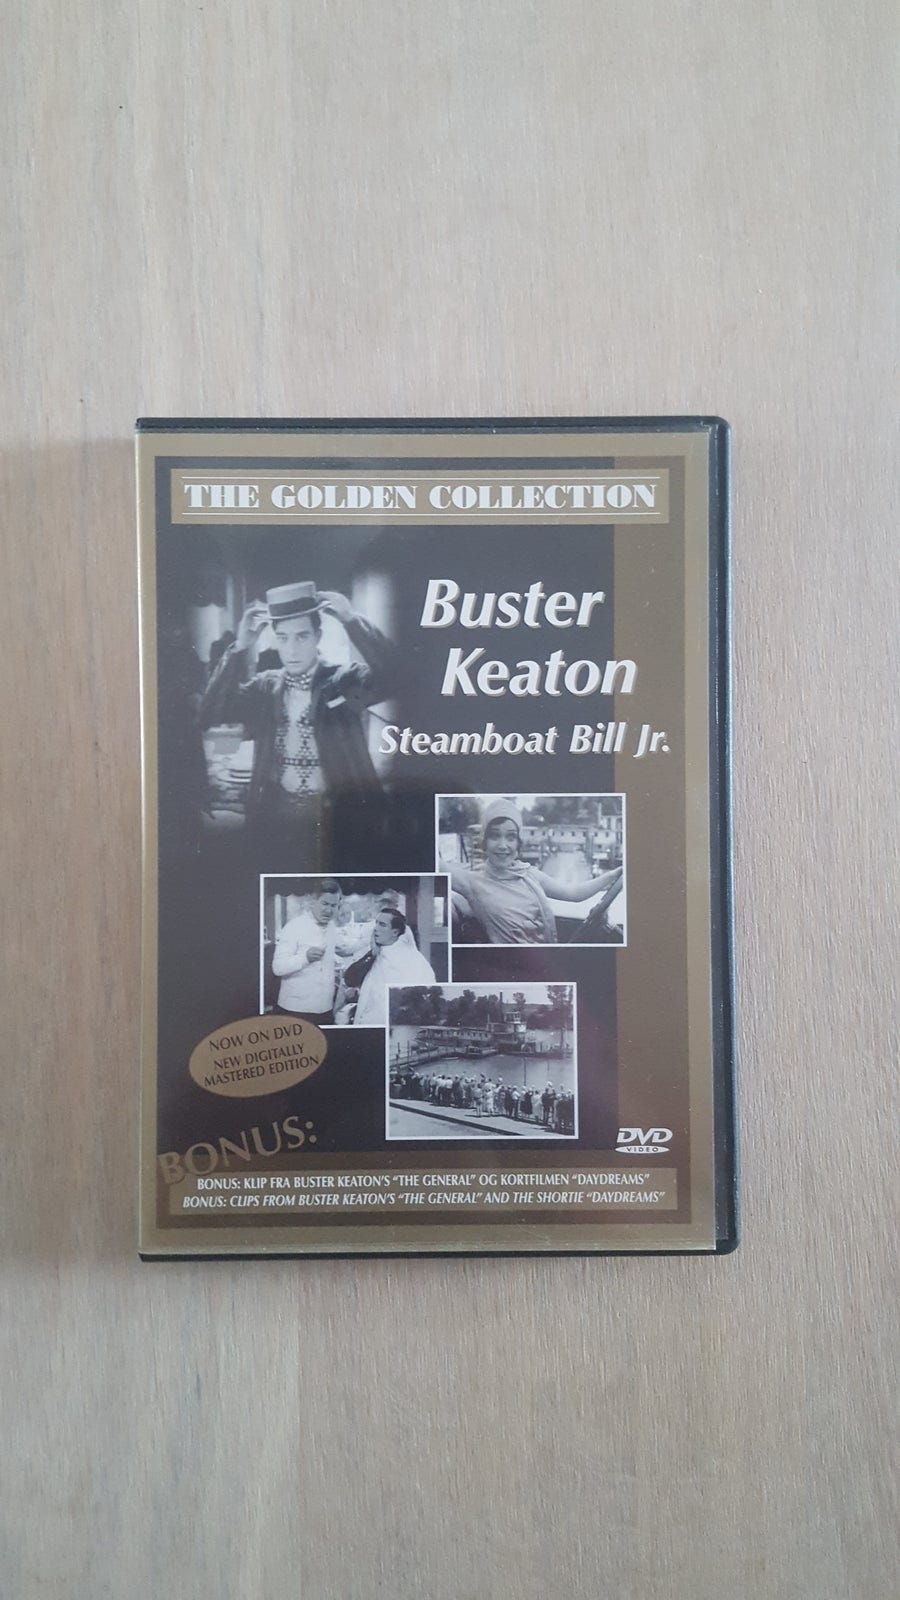 THE GOLDEN COLLECTION
Buster
Keaton
Steamboat Bill Jr.
NOW ON DVD
NEW DIGITALLY
MASTERED EDITION
BONUS:
DVD
VIDEO
BONUS: KLIP FRA BUSTER KEATON'S "THE GENERAL" OG KORTFILMEN "DAYDREAMS"
BONUS: CLIPS FROM BUSTER KEATON'S "THE GENERAL" AND THE SHORTIE "DAYDREAMS"